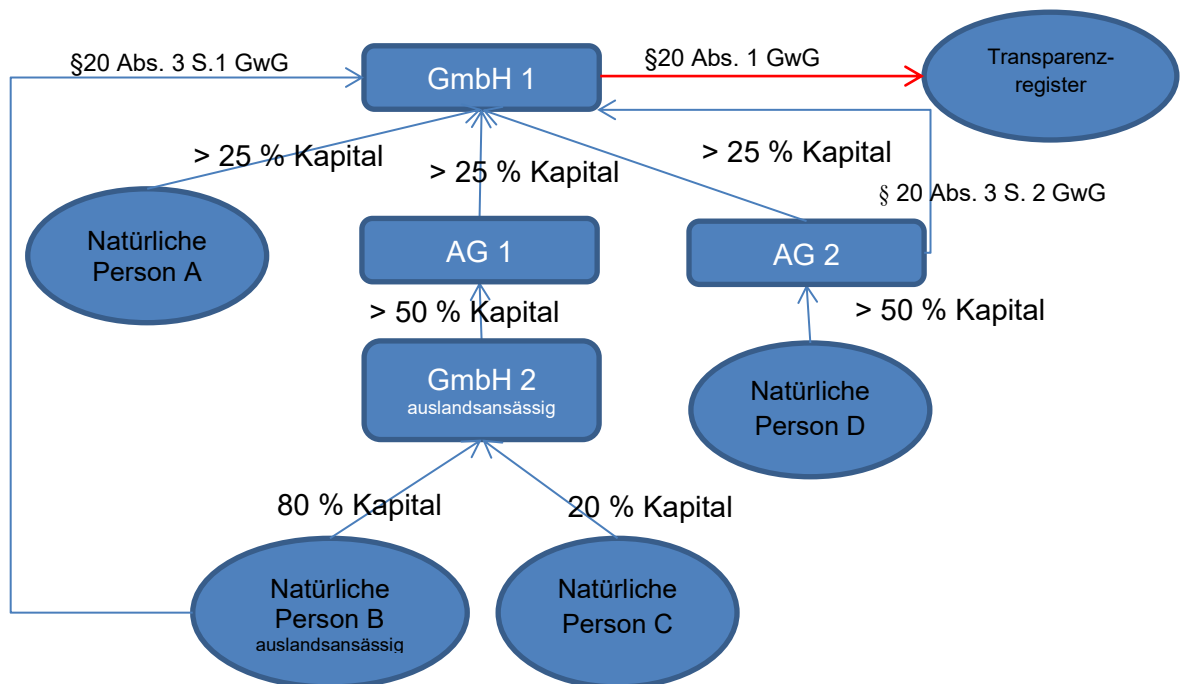 §20 Abs. 3 S.1 GwG
GmbH 1
§20 Abs. 1 GwG
Transparenz-
register
> 25 % Kapital
> 25 % Kapital
> 25 % Kapital
§ 20 Abs. 3 S. 2 GwG
Natürliche
Person A
AG 1
AG 2
> 50 % Kapital
> 50 % Kapital
GmbH 2
auslandsansässig
Natürliche
Person D
80 % Kapital
20 % Kapital
Natürliche
Person B
auslandsansässig
Natürliche
Person C